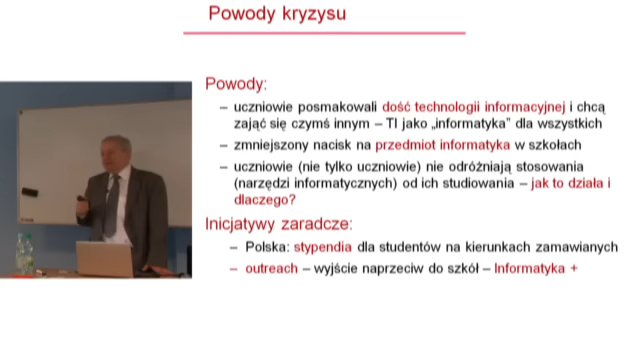 Powody kryzysu
Powody:
– uczniowie posmakowali dość technologii informacyjnej i chcą
zająć się czymś innym – TI jako „informatyka” dla wszystkich
– zmniejszony nacisk na przedmiot informatyka w szkołach
– uczniowie (nie tylko uczniowie) nie odróżniają stosowania
(narzędzi informatycznych) od ich studiowania – jak to działa i
dlaczego?
Inicjatywy zaradcze:
– Polska: stypendia dla studentów na kierunkach zamawianych
– outreach – wyjście naprzeciw do szkół – Informatyka +